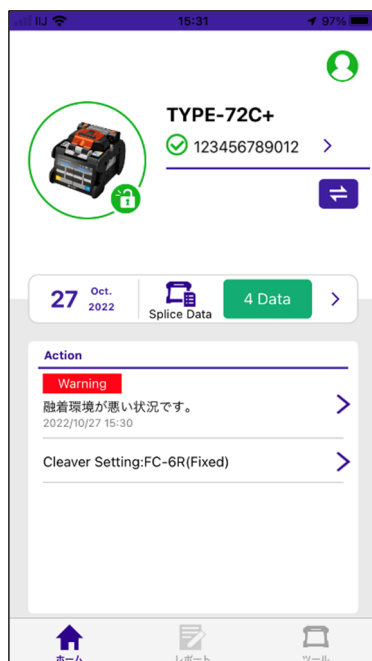 IIJ 15:31 97%
TYPE-72C+
123456789012
27 Oct. 2022
Splice Data
4 Data
Action
Warning
融着環境が悪い状況です。
2022/10/27 15:30
Cleaver Setting:FC-6R(Fixed)
ホーム レポート ツール